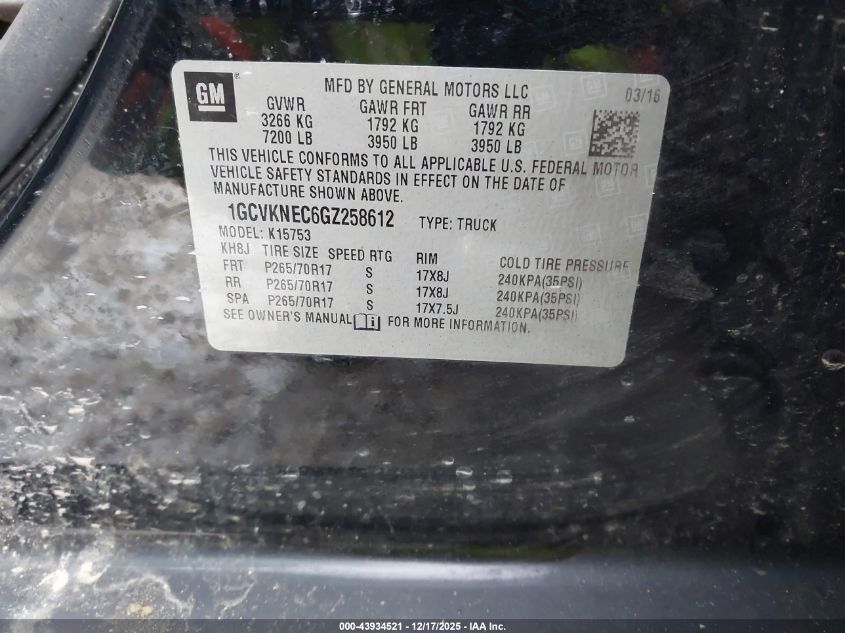 GM
MFD BY GENERAL MOTORS LLC
03/16
GVWR GAWR FRT GAWR RR
3266 KG 1792 KG 1792 KG
7200 LB 3950 LB 3950 LB
THIS VEHICLE CONFORMS TO ALL APPLICABLE U.S. FEDERAL MOTOR
VEHICLE SAFETY STANDARDS IN EFFECT ON THE DATE OF
MANUFACTURE SHOWN ABOVE.
1GCVKNEC6GZ258612 TYPE: TRUCK
MODEL: K15753
KH8J TIRE SIZE SPEED RTG RIM COLD TIRE PRESSURE
FRT P265/70R17 S 17X8J 240KPA(35PSI)
RR P265/70R17 S 17X8J 240KPA(35PSI)
SPA P265/70R17 S 17X7.5J 240KPA(35PSI)
SEE OWNER'S MANUAL FOR MORE INFORMATION.
000-43934521 - 12/17/2025 - IAA Inc.